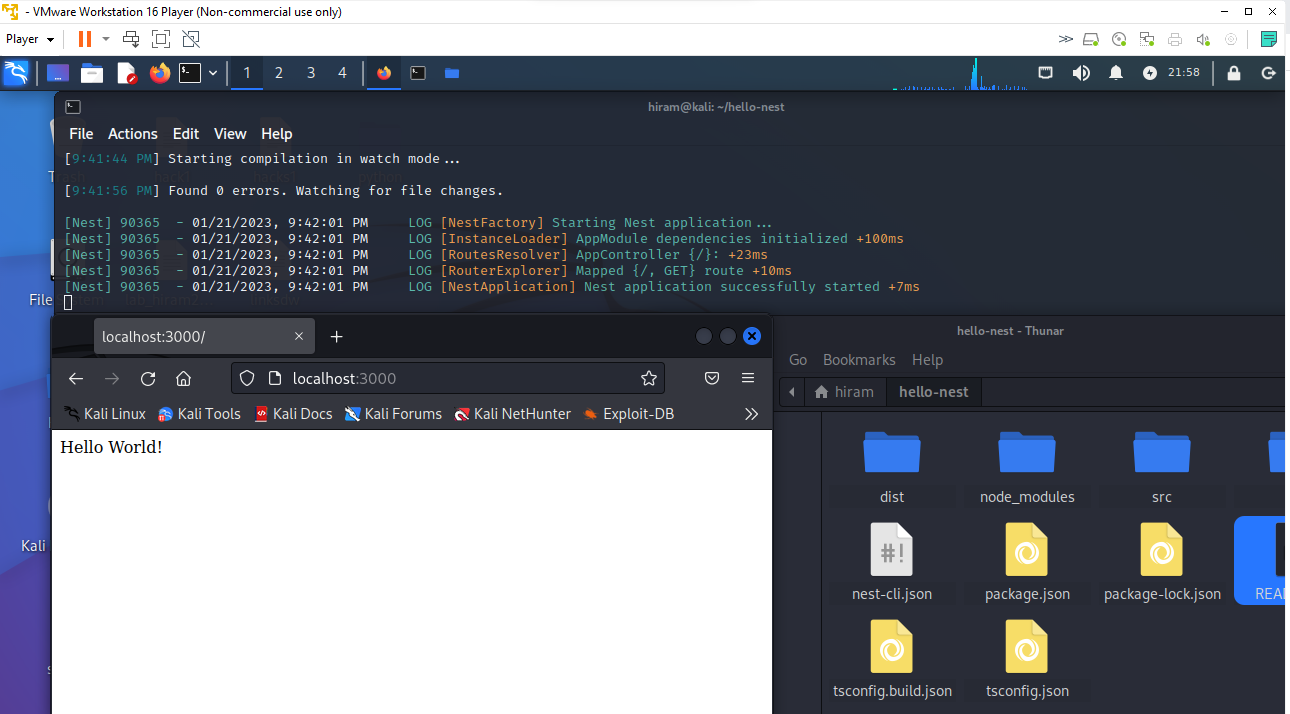 - VMware Workstation 16 Player (Non-commercial use only)
Player
1 2 3 4
21:58
hiram@kali: ~/hello-nest
File Actions Edit View Help
[9:41:44 PM] Starting compilation in watch mode...
[9:41:56 PM] Found 0 errors. Watching for file changes.
[Nest] 90365 - 01/21/2023, 9:42:01 PM LOG [NestFactory] Starting Nest application...
[Nest] 90365 - 01/21/2023, 9:42:01 PM LOG [InstanceLoader] AppModule dependencies initialized +100ms
[Nest] 90365 - 01/21/2023, 9:42:01 PM LOG [RoutesResolver] AppController {/}: +23ms
[Nest] 90365 - 01/21/2023, 9:42:01 PM LOG [RouterExplorer] Mapped {/, GET} route +10ms
[Nest] 90365 - 01/21/2023, 9:42:01 PM LOG [NestApplication] Nest application successfully started +7ms
File
Kali
localhost:3000/
localhost:3000
Kali Linux Kali Tools Kali Docs Kali Forums Kali NetHunter Exploit-DB
Hello World!
hello-nest - Thunar
Go Bookmarks Help
hiram hello-nest
dist node_modules src
#!
nest-cli.json package.json package-lock.json REA
tsconfig.build.json tsconfig.json